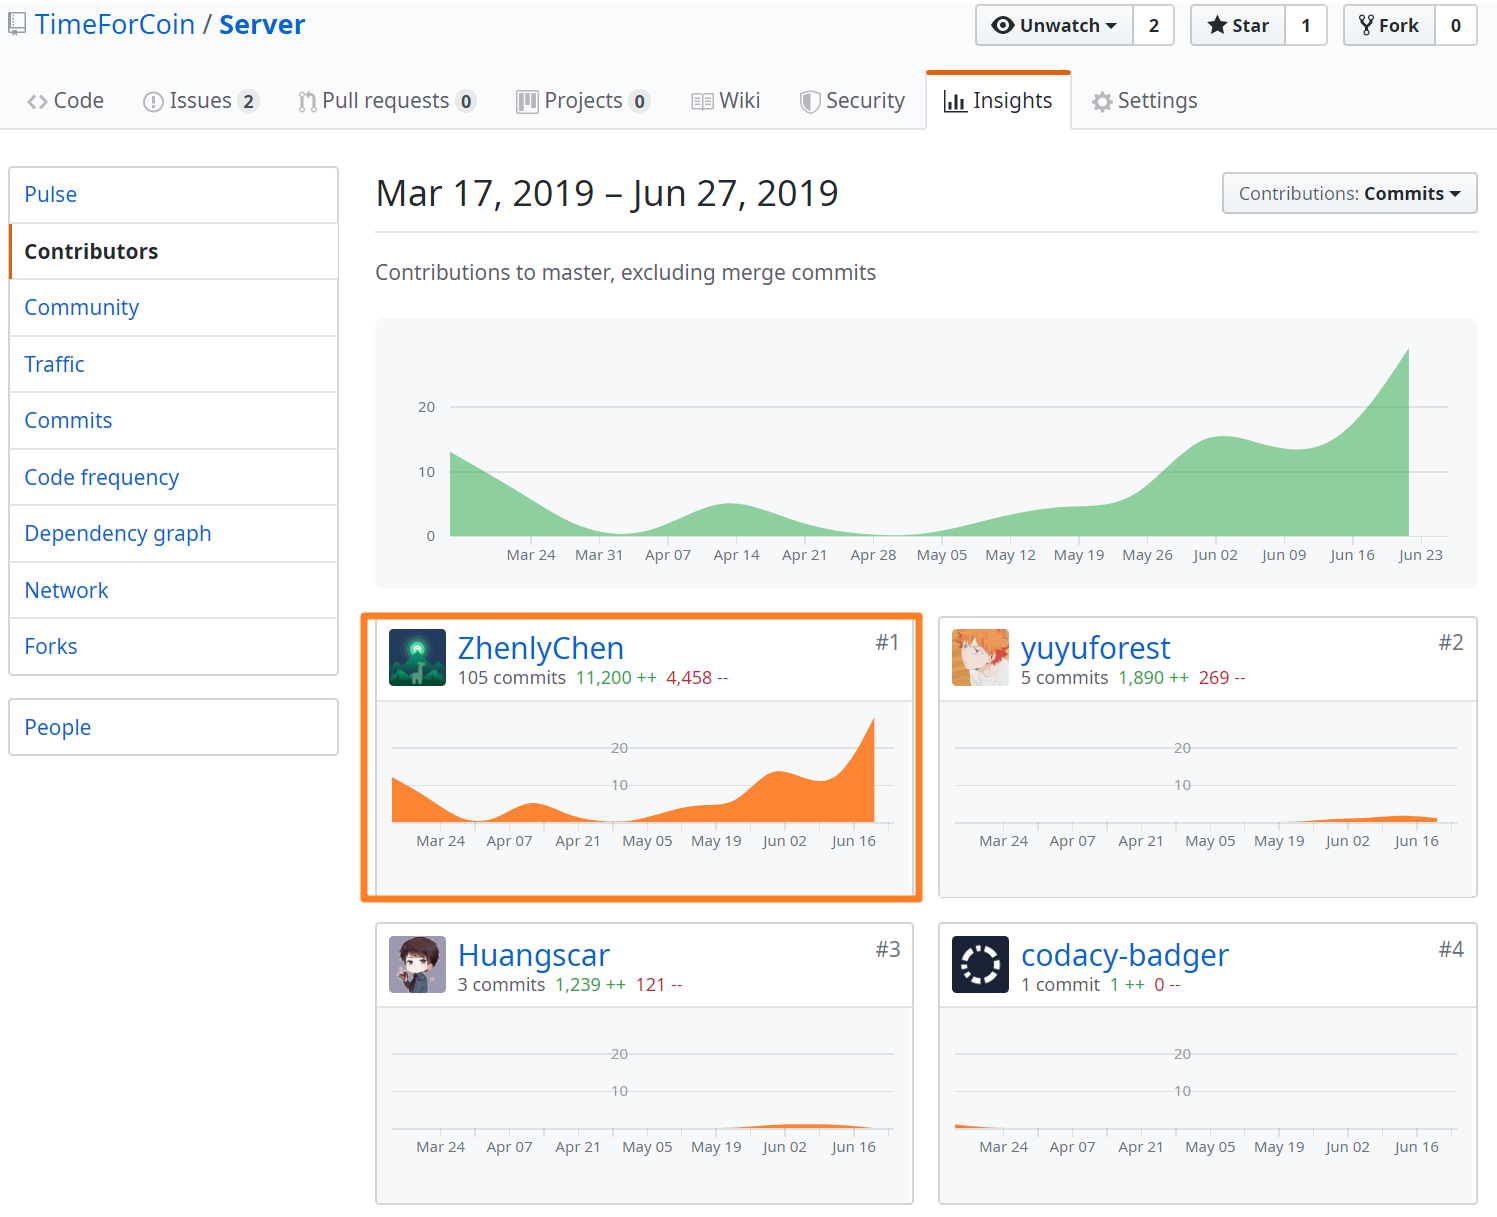 TimeForCoin / Server
Unwatch 2
Star 1
Fork 0
Code
Issues 2
Pull requests 0
Projects 0
Wiki
Security
Insights
Settings
Pulse
Contributors
Community
Traffic
Commits
Code frequency
Dependency graph
Network
Forks
People
Mar 17, 2019 – Jun 27, 2019
Contributions: Commits
Contributions to master, excluding merge commits
20
10
0
Mar 24 Mar 31 Apr 07 Apr 14 Apr 21 Apr 28 May 05 May 12 May 19 May 26 Jun 02 Jun 09 Jun 16 Jun 23
ZhenlyChen #1
105 commits 11,200 ++ 4,458 --
20
10
Mar 24 Apr 07 Apr 21 May 05 May 19 Jun 02 Jun 16
yuyuforest #2
5 commits 1,890 ++ 269 --
20
10
Mar 24 Apr 07 Apr 21 May 05 May 19 Jun 02 Jun 16
Huangscar #3
3 commits 1,239 ++ 121 --
20
10
Mar 24 Apr 07 Apr 21 May 05 May 19 Jun 02 Jun 16
codacy-badger #4
1 commit 1 ++ 0 --
20
10
Mar 24 Apr 07 Apr 21 May 05 May 19 Jun 02 Jun 16